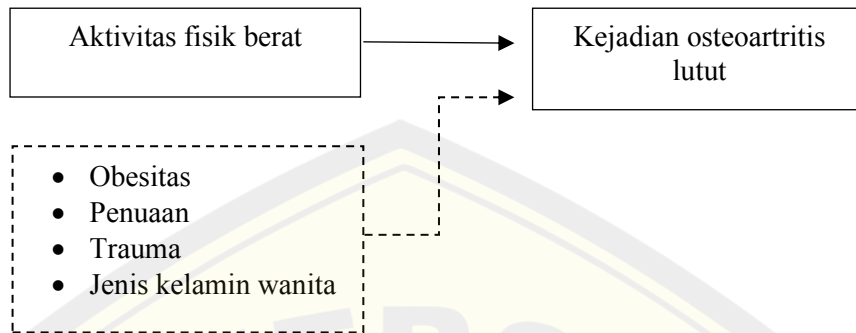 Aktivitas fisik berat
Kejadian osteoartritis
lutut
• Obesitas
• Penuaan
• Trauma
• Jenis kelamin wanita